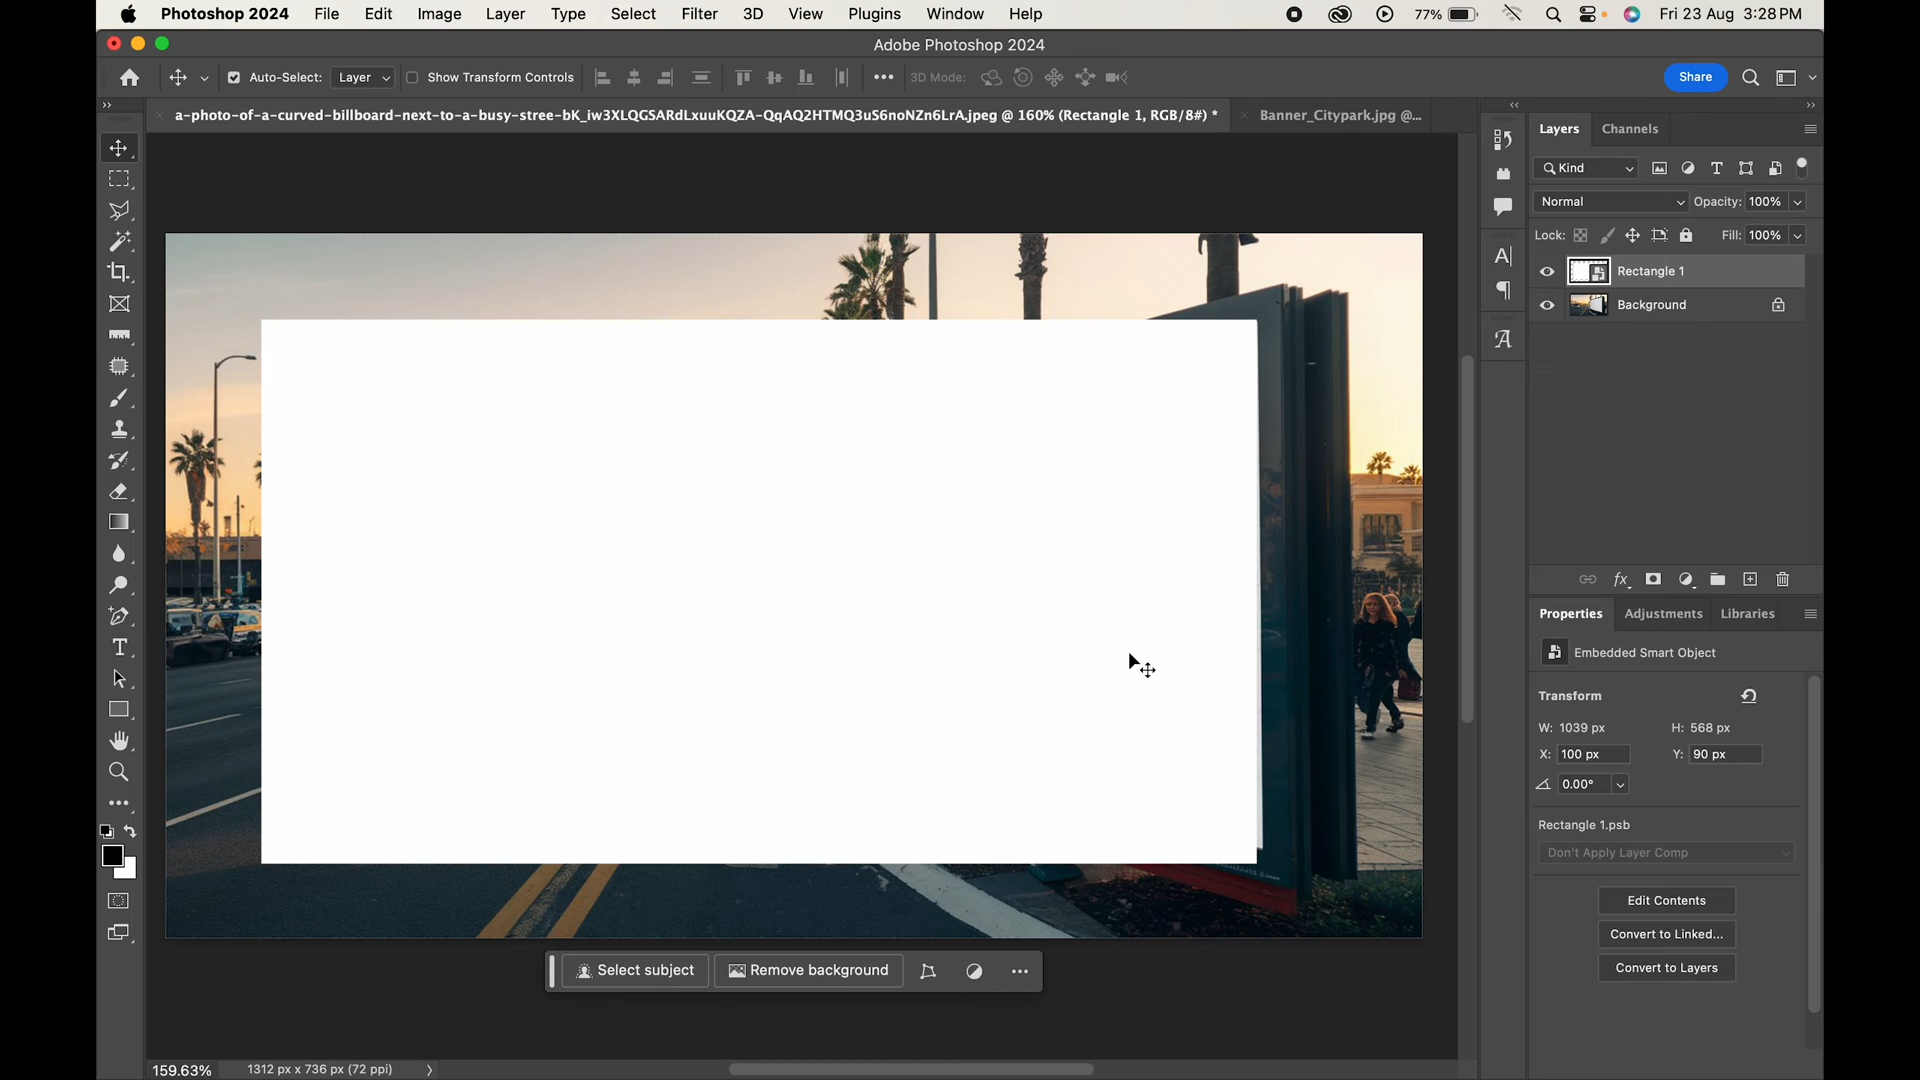 Photoshop 2024 File Edit Image Layer Type Select Filter 3D View Plugins Window Help 77% Fri 23 Aug 3:28 PM
Adobe Photoshop 2024
Auto-Select: Layer Show Transform Controls 3D Mode: Share
a-photo-of-a-curved-billboard-next-to-a-busy-stree-bK_iw3XLQGSARdLxuuKQZA-QqAQ2HTMQ3uS6noNZn6LrA.jpeg @ 160% (Rectangle 1, RGB/8#) * Banner_Citypark.jpg @...
Layers Channels
Kind
Normal Opacity: 100%
Lock: Fill: 100%
Rectangle 1
Background
Properties Adjustments Libraries
Embedded Smart Object
Transform
W: 1039 px H: 568 px
X: 100 px Y: 90 px
0.00°
Rectangle 1.psb
Don't Apply Layer Comp
Edit Contents
Convert to Linked...
Convert to Layers
Select subject Remove background
159.63% 1312 px x 736 px (72 ppi)